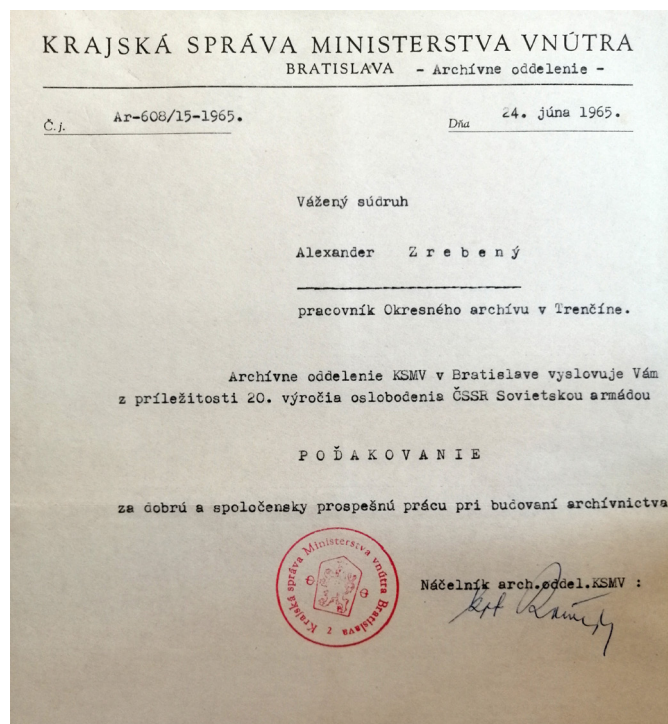 KRAJSKÁ SPRÁVA MINISTERSTVA VNÚTRA
BRATISLAVA - Archívne oddelenie -
Č. j. Ar-608/15-1965.
Dňa 24. júna 1965.
Vážený súdruh
Alexander Z r e b e n ý
pracovník Okresného archívu v Trenčíne.
Archívne oddelenie KSMV v Bratislave vyslovuje Vám
z príležitosti 20. výročia oslobodenia ČSSR Sovietskou armádou
P O Ď A K O V A N I E
za dobrú a spoločensky prospešnú prácu pri budovaní archívnictva
Krajská správa Ministerstva vnútra Bratislava
Náčelník arch.oddel.KSMV :